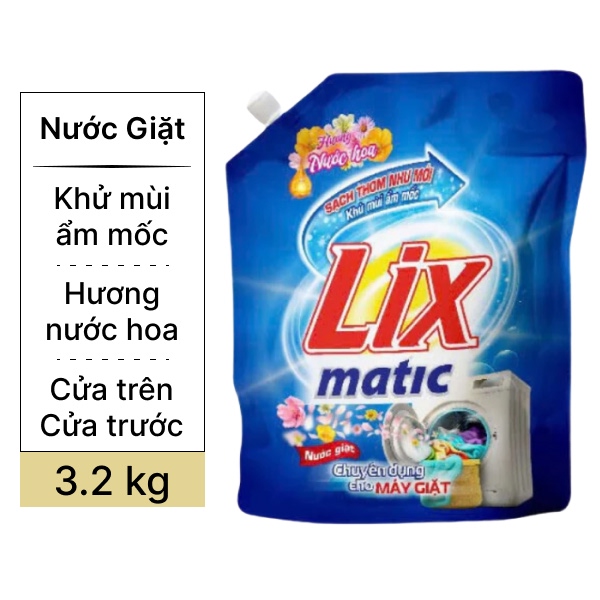 Nước Giặt
Khử mùi
ẩm mốc
Hương
nước hoa
Cửa trên
Cửa trước
3.2 kg
Hương
Nước hoa
SẠCH THƠM NHƯ MỚI
Khử mùi ẩm mốc
Lix
matic
Nước giặt
Chuyên dụng
cho MÁY GIẶT